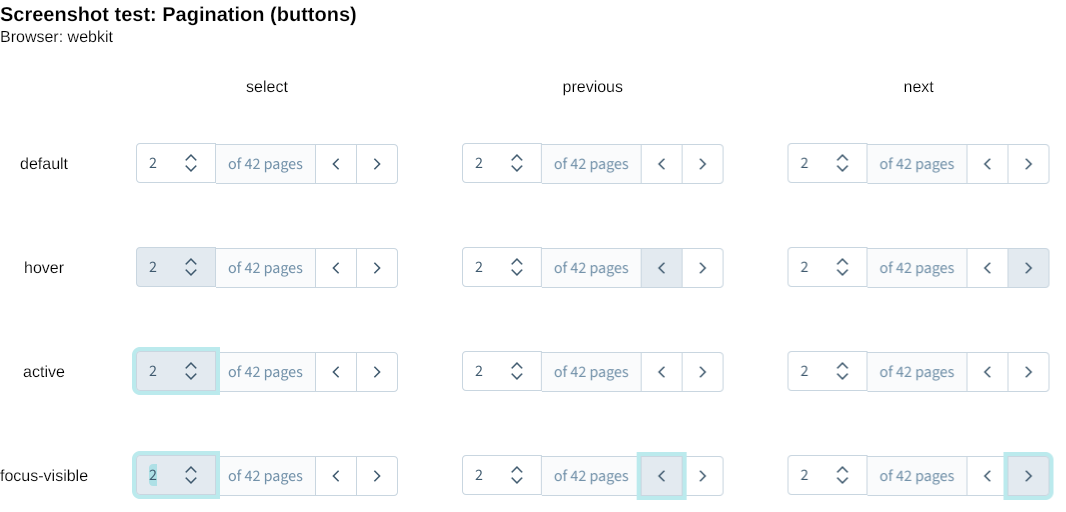 Screenshot test: Pagination (buttons)
Browser: webkit
select previous next
default 2 of 42 pages 2 of 42 pages 2 of 42 pages
hover 2 of 42 pages 2 of 42 pages 2 of 42 pages
active 2 of 42 pages 2 of 42 pages 2 of 42 pages
focus-visible 2 of 42 pages 2 of 42 pages 2 of 42 pages